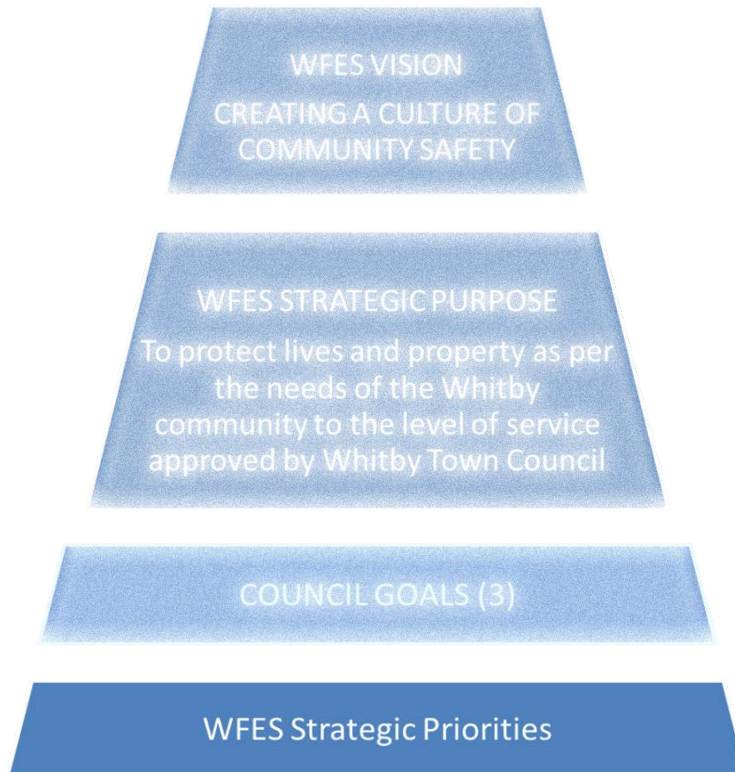 WFES VISION
CREATING A CULTURE OF
COMMUNITY SAFETY
WFES STRATEGIC PURPOSE
To protect lives and property as per
the needs of the Whitby
community to the level of service
approved by Whitby Town Council
COUNCIL GOALS (3)
WFES Strategic Priorities